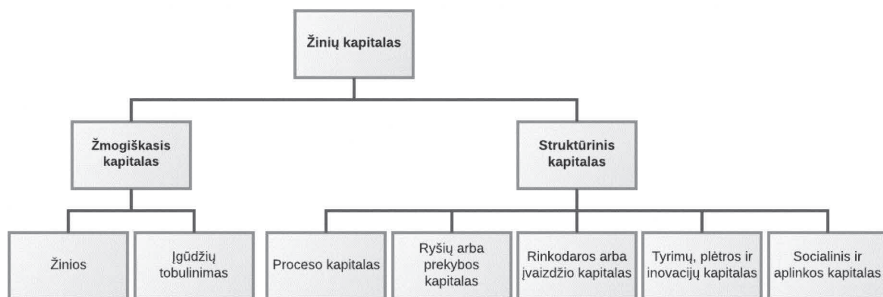 Žinių kapitalas
Žmogiškasis
kapitalas
Struktūrinis
kapitalas
Žinios
Įgūdžių
tobulinimas
Proceso kapitalas
Ryšių arba
prekybos
kapitalas
Rinkodaros arba
įvaizdžio kapitalas
Tyrimų, plėtros ir
inovacijų kapitalas
Socialinis ir
aplinkos kapitalas